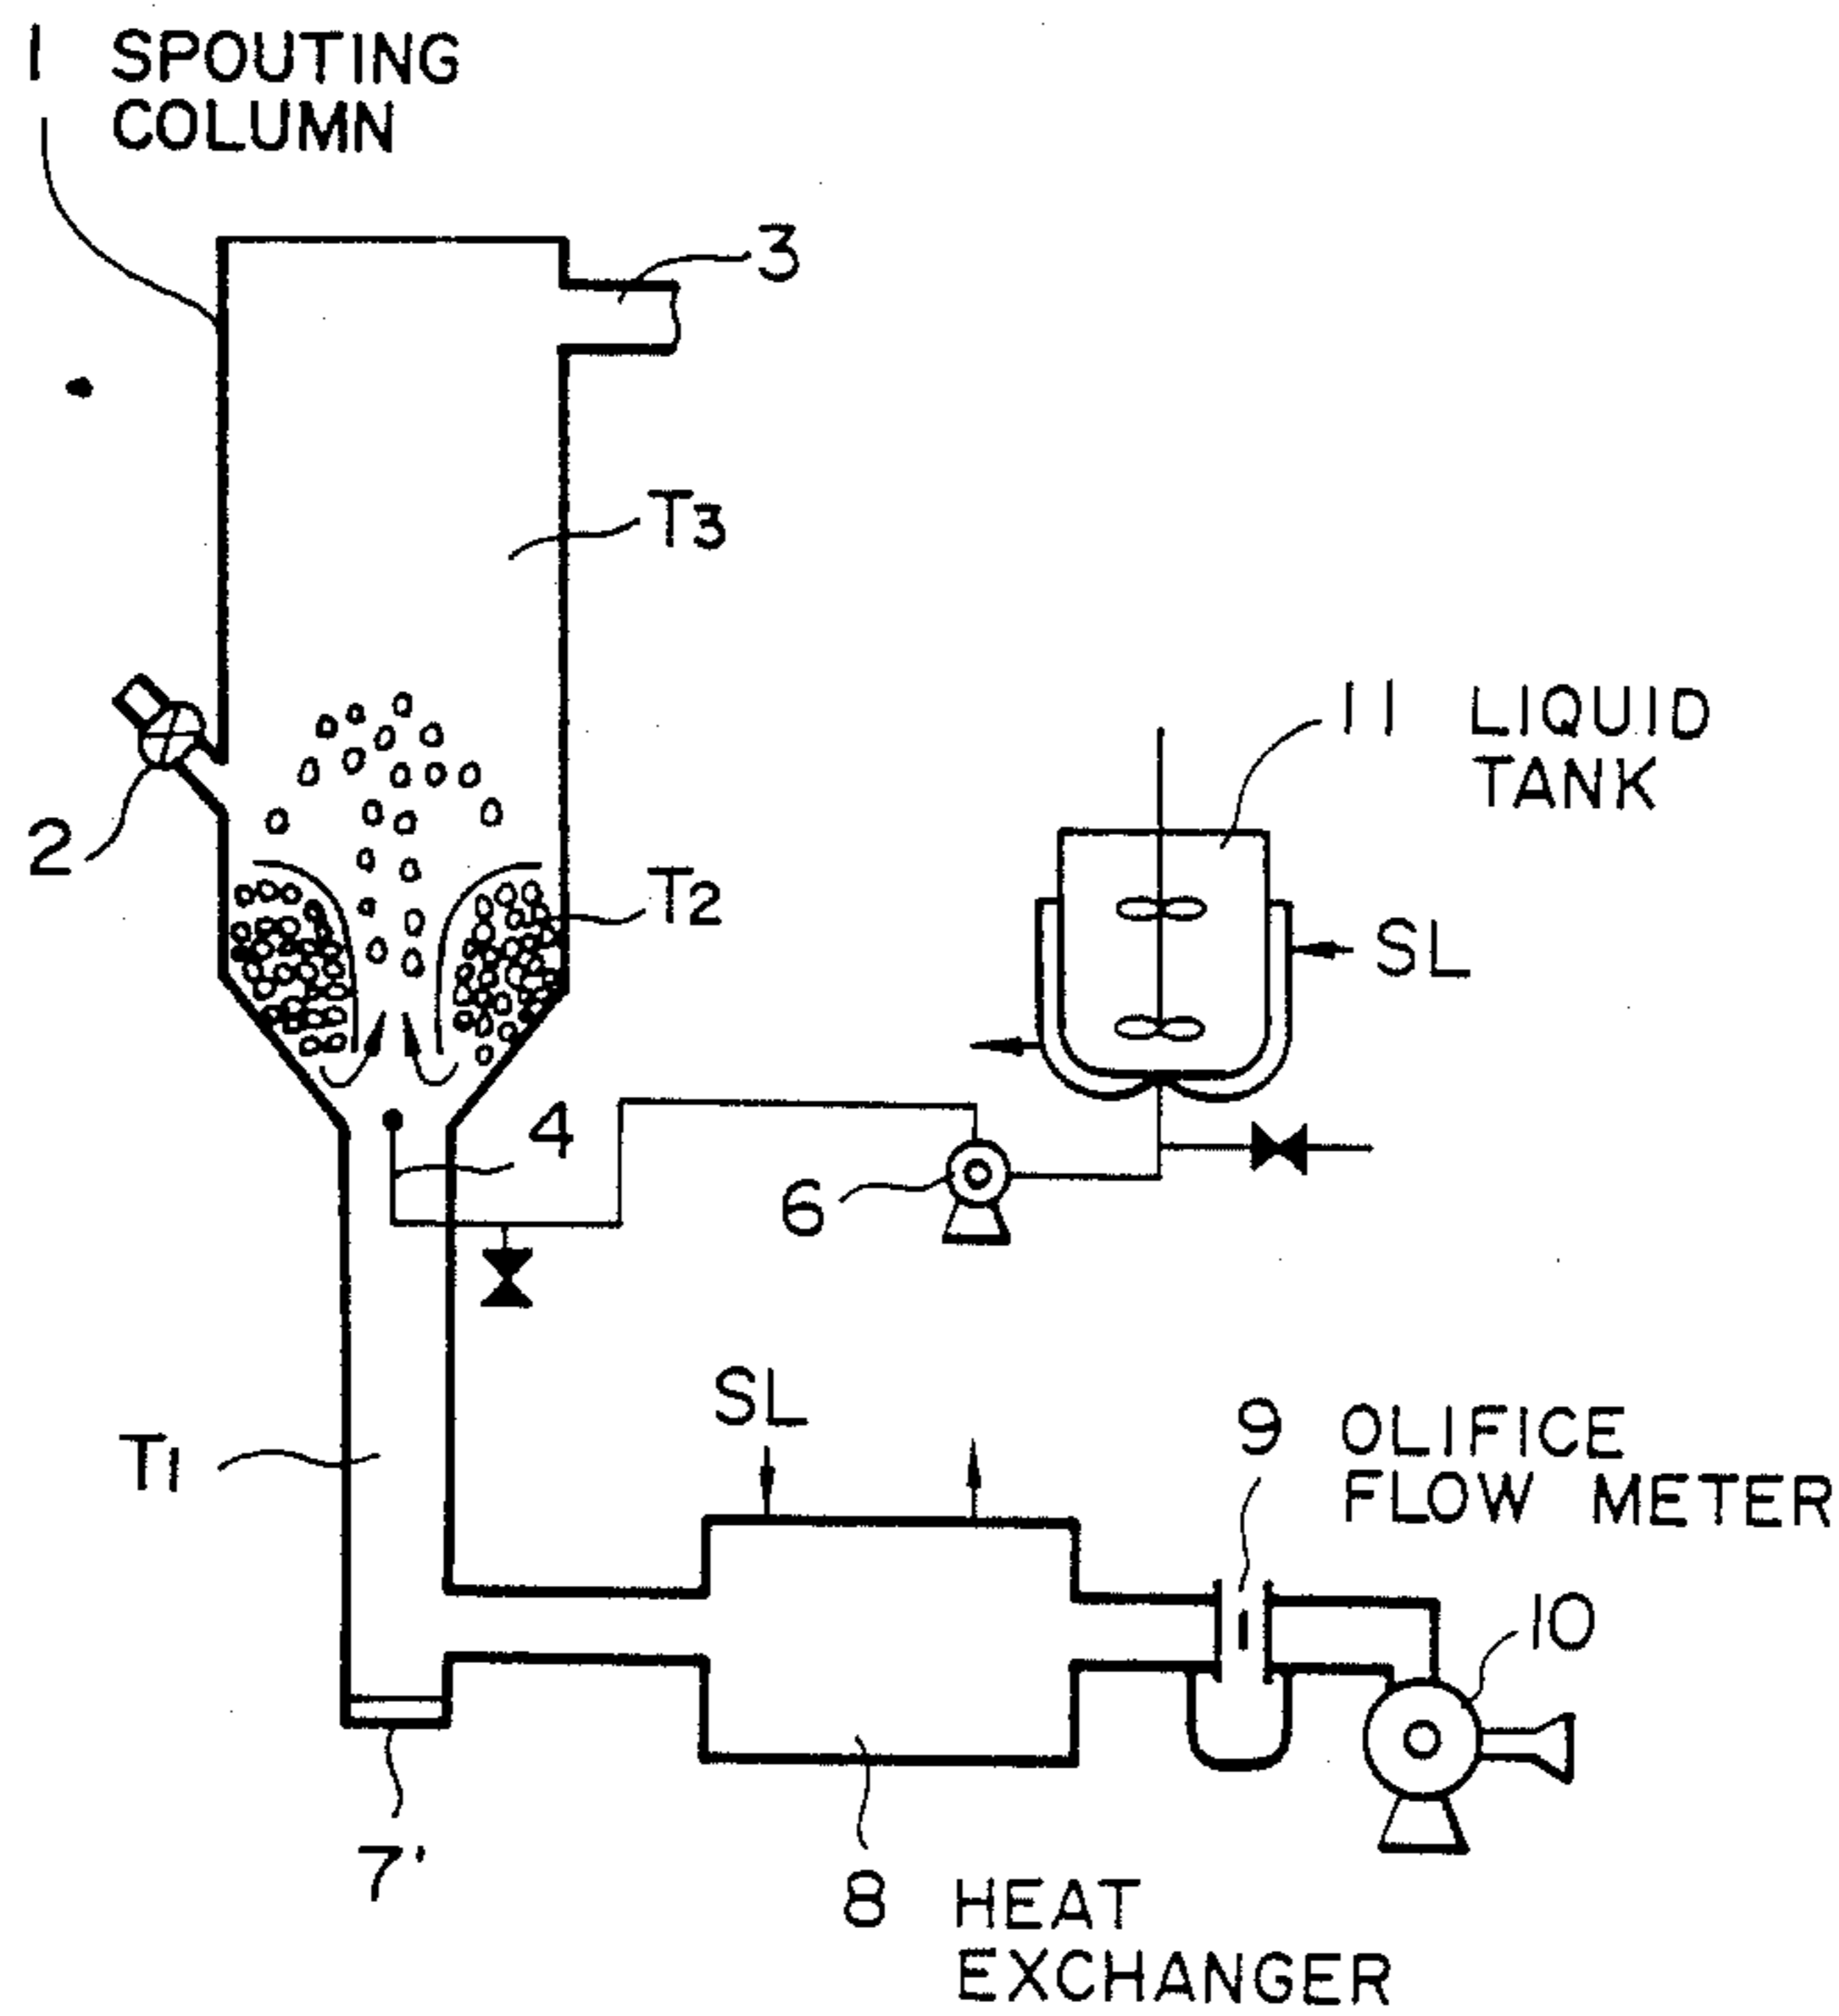 1 SPOUTING
COLUMN
3
T3
2
T2
11 LIQUID
TANK
SL
4
6
T1
SL
9 OLIFICE
FLOW METER
10
7'
8 HEAT
EXCHANGER